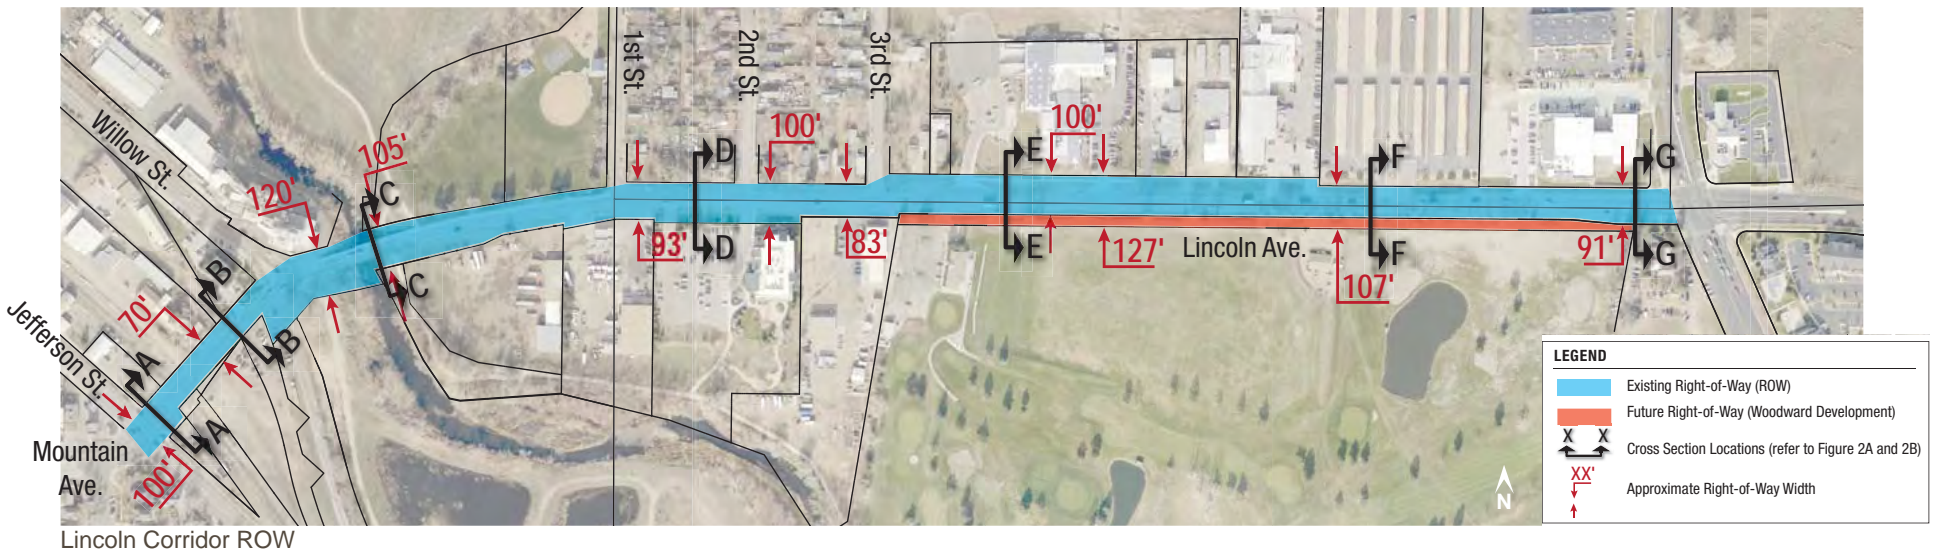 Willow St.
Jefferson St.
Mountain
Ave.
1st St.
2nd St.
3rd St.
Lincoln Ave.
100'
70'
120'
105'
93'
100'
83'
100'
127'
107'
91'
A
A
B
B
C
C
D
D
E
E
F
F
G
G
N
LEGEND
Existing Right-of-Way (ROW)
Future Right-of-Way (Woodward Development)
X X
Cross Section Locations (refer to Figure 2A and 2B)
XX'
Approximate Right-of-Way Width
Lincoln Corridor ROW